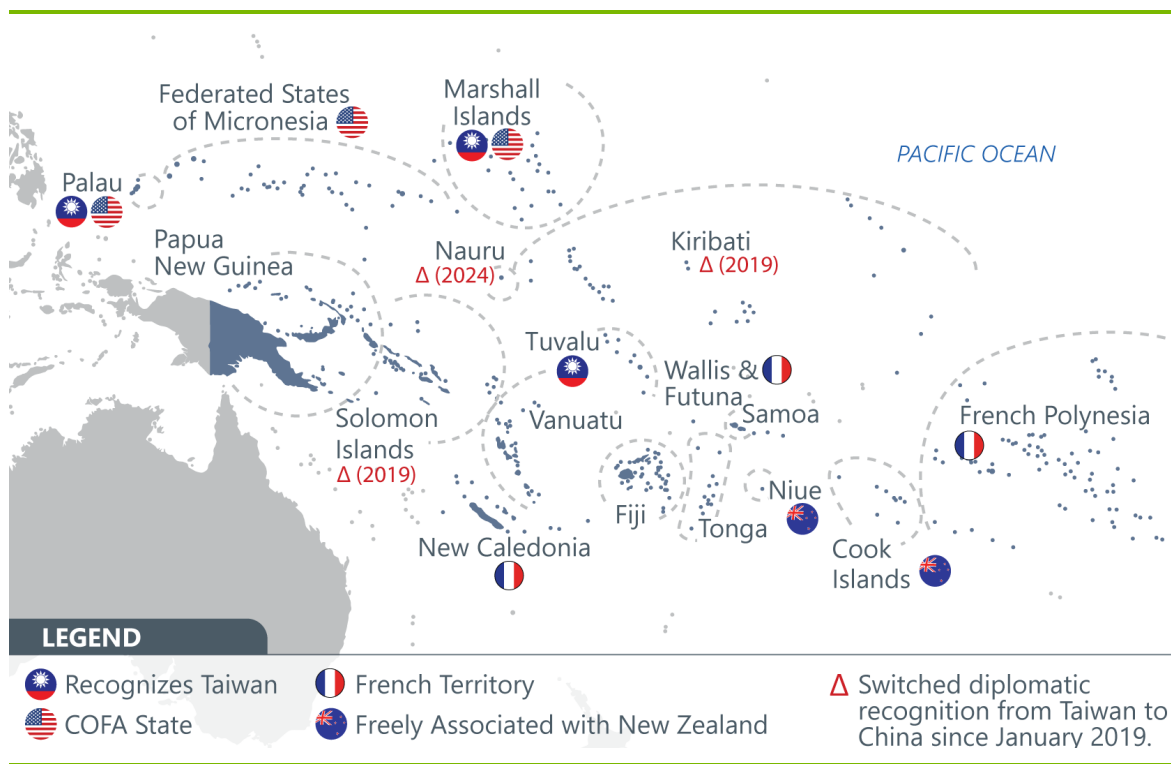 Federated States
of Micronesia
Marshall
Islands
PACIFIC OCEAN
Palau
Papua
New Guinea
Nauru
Δ (2024)
Kiribati
Δ (2019)
Tuvalu
Wallis &
Futuna
Samoa
Vanuatu
French Polynesia
Solomon
Islands
Δ (2019)
Fiji
Tonga
Niue
New Caledonia
Cook
Islands
LEGEND
Recognizes Taiwan
COFA State
French Territory
Freely Associated with New Zealand
Δ Switched diplomatic
recognition from Taiwan to
China since January 2019.